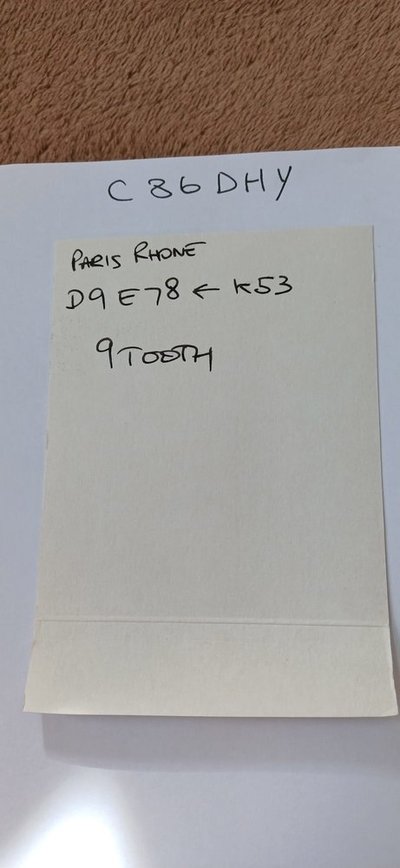 C 86 DHY
PARIS RHONE
D9 E78 ← K53
9 TOOTH